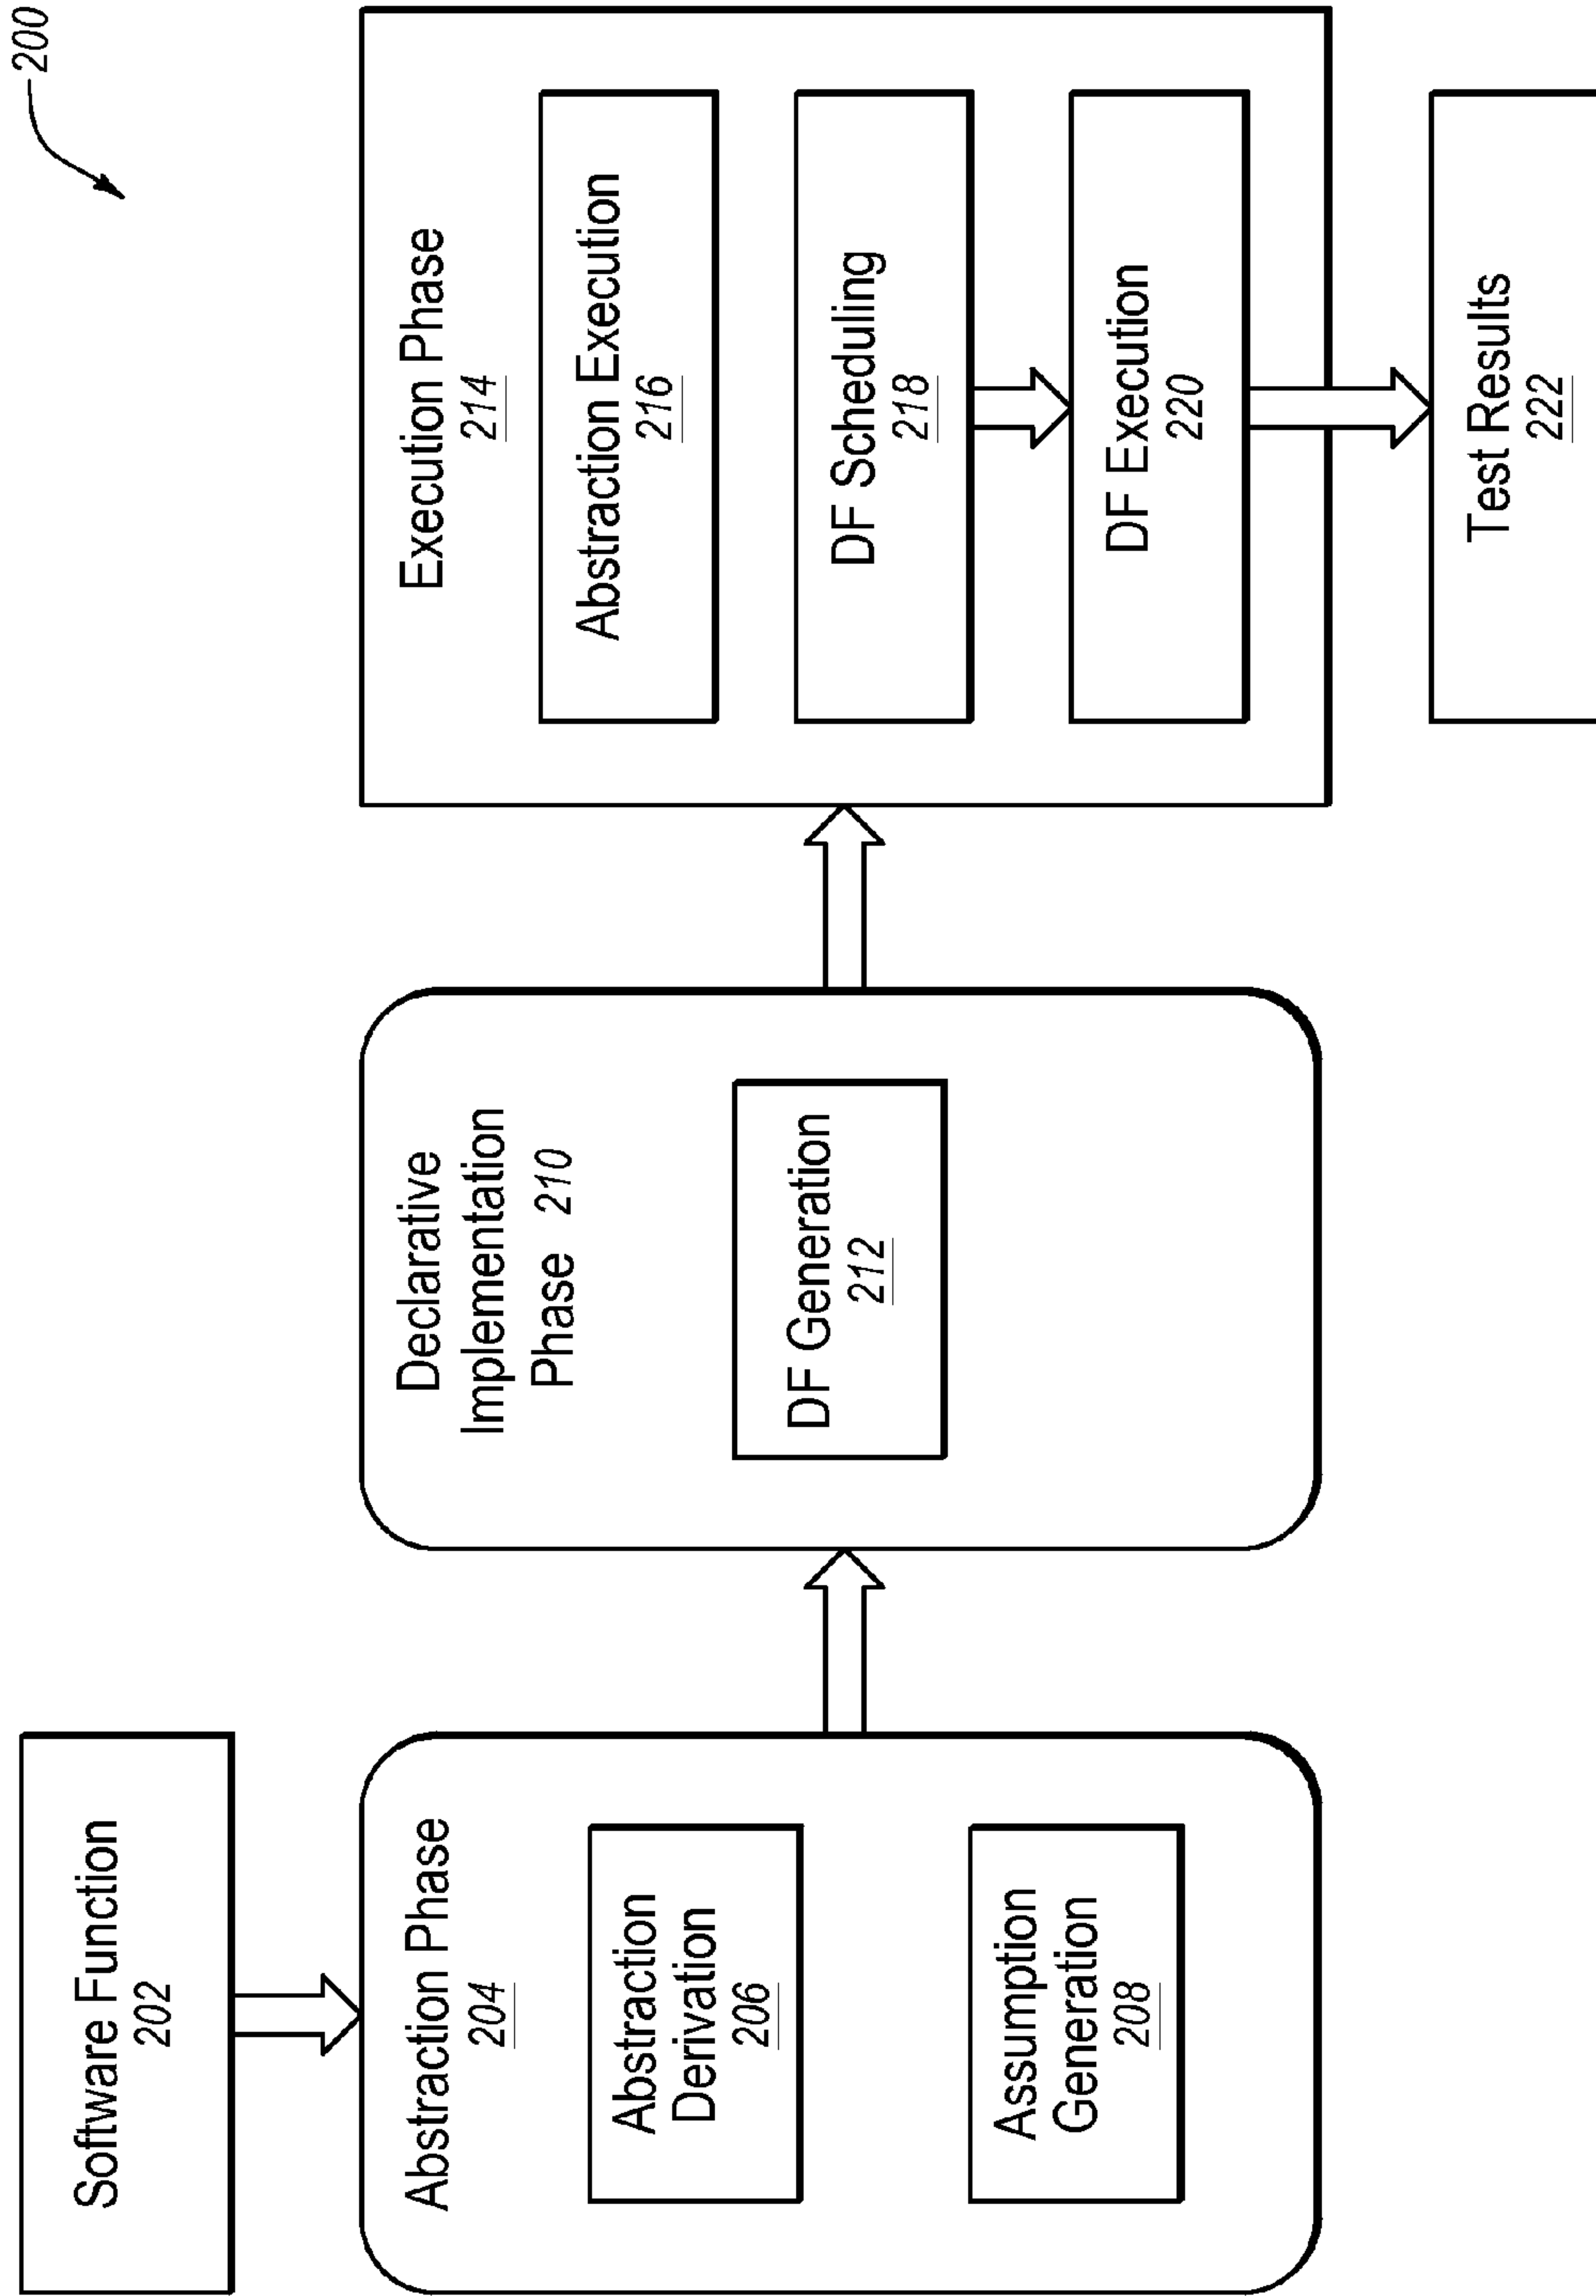 200
Software Function
202
Abstraction Phase
204
Abstraction
Derivation
206
Assumption
Generation
208
Declarative
Implementation
Phase 210
DF Generation
212
Execution Phase
214
Abstraction Execution
216
DF Scheduling
218
DF Execution
220
Test Results
222